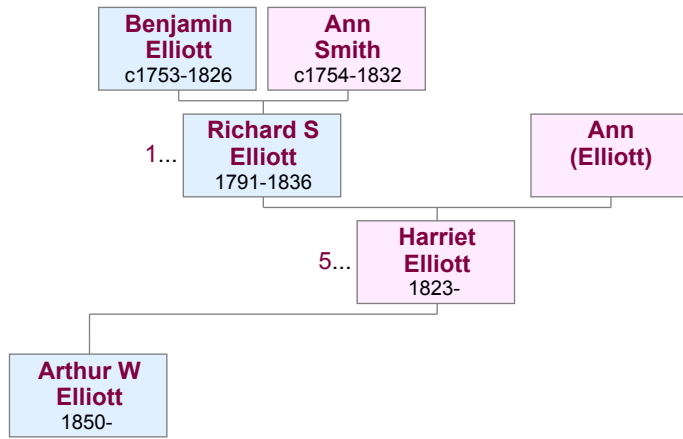 Benjamin
Elliott
c1753-1826
Ann
Smith
c1754-1832
1...
Richard S
Elliott
1791-1836
Ann
(Elliott)
5...
Harriet
Elliott
1823-
Arthur W
Elliott
1850-